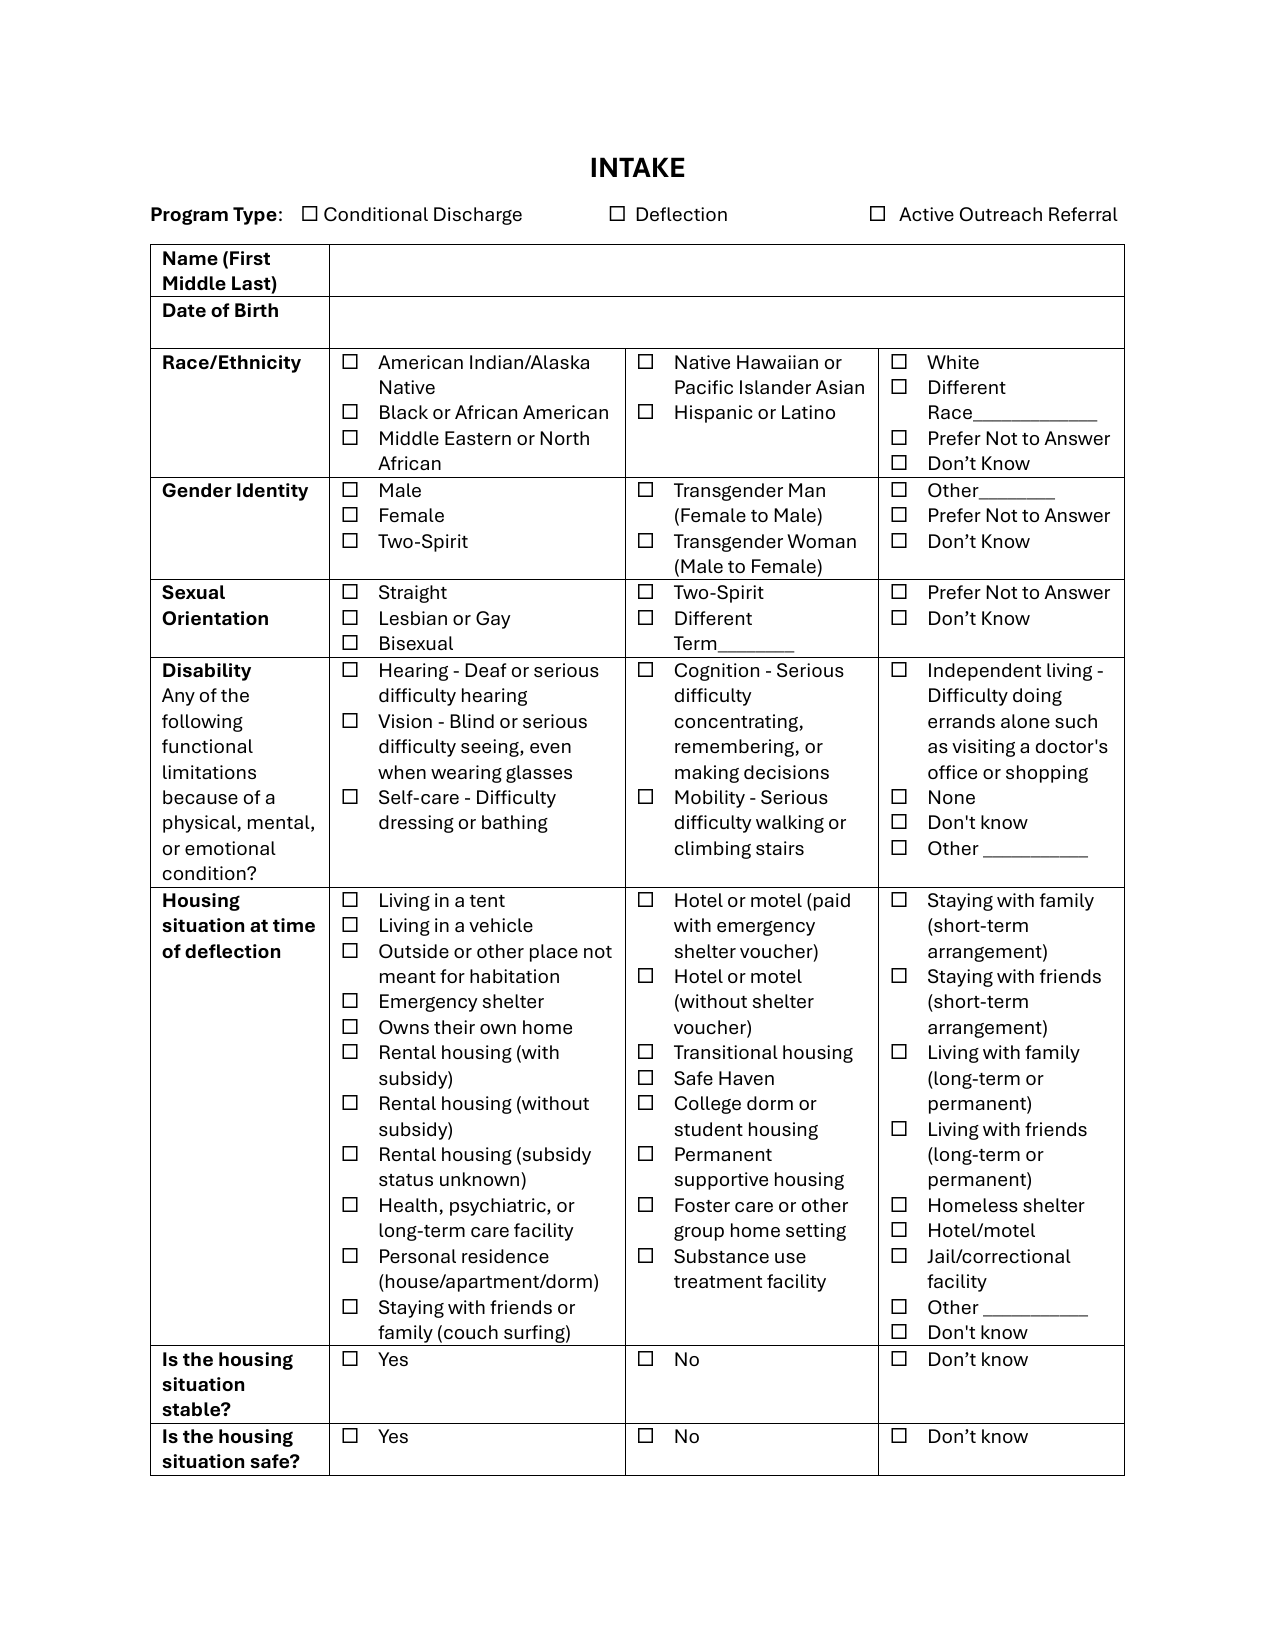 INTAKE
Program Type: ☐ Conditional Discharge ☐ Deflection ☐ Active Outreach Referral
Name (First
Middle Last)
Date of Birth
Race/Ethnicity
☐ American Indian/Alaska
Native
☐ Black or African American
☐ Middle Eastern or North
African
☐ Native Hawaiian or
Pacific Islander Asian
☐ Hispanic or Latino
☐ White
☐ Different
Race____________
☐ Prefer Not to Answer
☐ Don’t Know
Gender Identity
☐ Male
☐ Female
☐ Two-Spirit
☐ Transgender Man
(Female to Male)
☐ Transgender Woman
(Male to Female)
☐ Other_______
☐ Prefer Not to Answer
☐ Don’t Know
Sexual
Orientation
☐ Straight
☐ Lesbian or Gay
☐ Bisexual
☐ Two-Spirit
☐ Different
Term_______
☐ Prefer Not to Answer
☐ Don’t Know
Disability
Any of the
following
functional
limitations
because of a
physical, mental,
or emotional
condition?
☐ Hearing - Deaf or serious
difficulty hearing
☐ Vision - Blind or serious
difficulty seeing, even
when wearing glasses
☐ Self-care - Difficulty
dressing or bathing
☐ Cognition - Serious
difficulty
concentrating,
remembering, or
making decisions
☐ Mobility - Serious
difficulty walking or
climbing stairs
☐ Independent living -
Difficulty doing
errands alone such
as visiting a doctor's
office or shopping
☐ None
☐ Don't know
☐ Other __________
Housing
situation at time
of deflection
☐ Living in a tent
☐ Living in a vehicle
☐ Outside or other place not
meant for habitation
☐ Emergency shelter
☐ Owns their own home
☐ Rental housing (with
subsidy)
☐ Rental housing (without
subsidy)
☐ Rental housing (subsidy
status unknown)
☐ Health, psychiatric, or
long-term care facility
☐ Personal residence
(house/apartment/dorm)
☐ Staying with friends or
family (couch surfing)
☐ Hotel or motel (paid
with emergency
shelter voucher)
☐ Hotel or motel
(without shelter
voucher)
☐ Transitional housing
☐ Safe Haven
☐ College dorm or
student housing
☐ Permanent
supportive housing
☐ Foster care or other
group home setting
☐ Substance use
treatment facility
☐ Staying with family
(short-term
arrangement)
☐ Staying with friends
(short-term
arrangement)
☐ Living with family
(long-term or
permanent)
☐ Living with friends
(long-term or
permanent)
☐ Homeless shelter
☐ Hotel/motel
☐ Jail/correctional
facility
☐ Other __________
☐ Don't know
Is the housing
situation
stable?
☐ Yes
☐ No
☐ Don’t know
Is the housing
situation safe?
☐ Yes
☐ No
☐ Don’t know